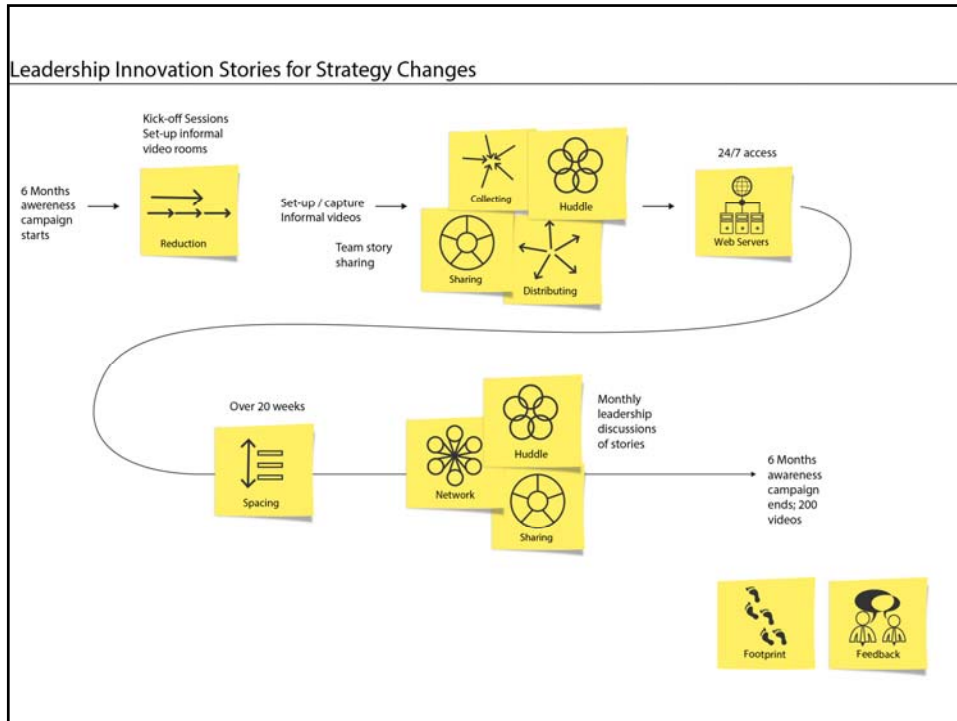 Leadership Innovation Stories for Strategy Changes
6 Months
awereness
campaign
starts
Kick-off Sessions
Set-up informal
video rooms
Reduction
Set-up / capture
Informal videos
Team story
sharing
Collecting
Huddle
Sharing
Distributing
24/7 access
Web Servers
Over 20 weeks
Spacing
Network
Huddle
Sharing
Monthly
leadership
discussions
of stories
6 Months
awareness
campaign
ends; 200
videos
Footprint
Feedback